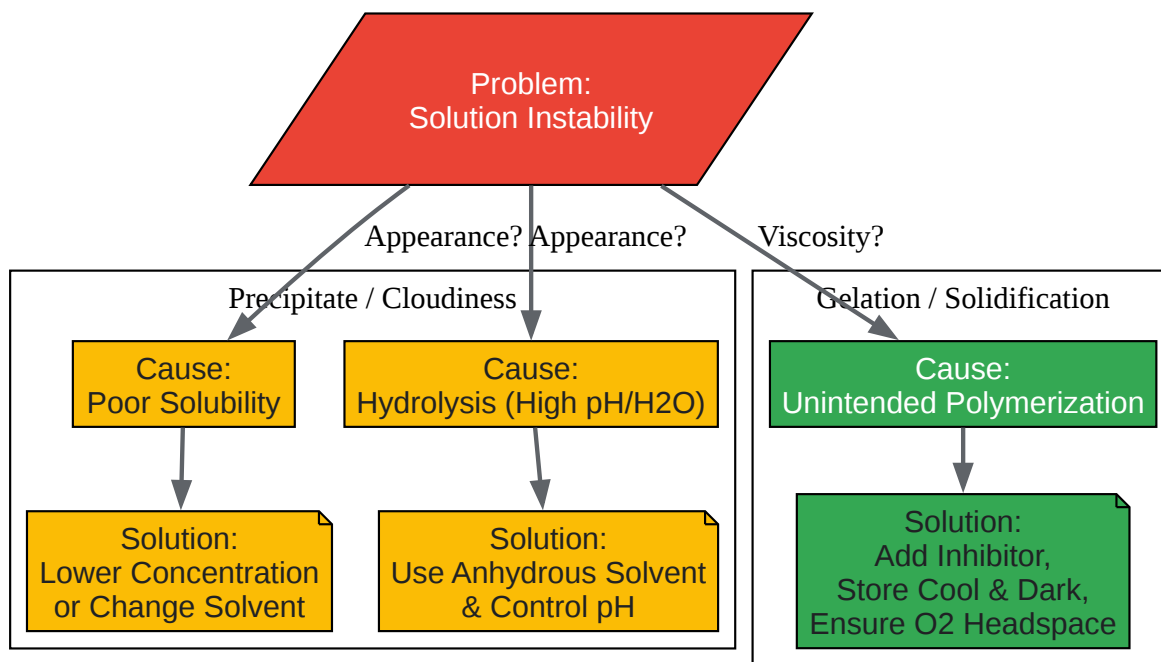 Problem:
Solution Instability
Appearance? Appearance?
Viscosity?
Precipitate / Cloudiness
Gelation / Solidification
Cause:
Poor Solubility
Cause:
Hydrolysis (High pH/H2O)
Cause:
Unintended Polymerization
Solution:
Lower Concentration
or Change Solvent
Solution:
Use Anhydrous Solvent
& Control pH
Solution:
Add Inhibitor,
Store Cool & Dark,
Ensure O2 Headspace